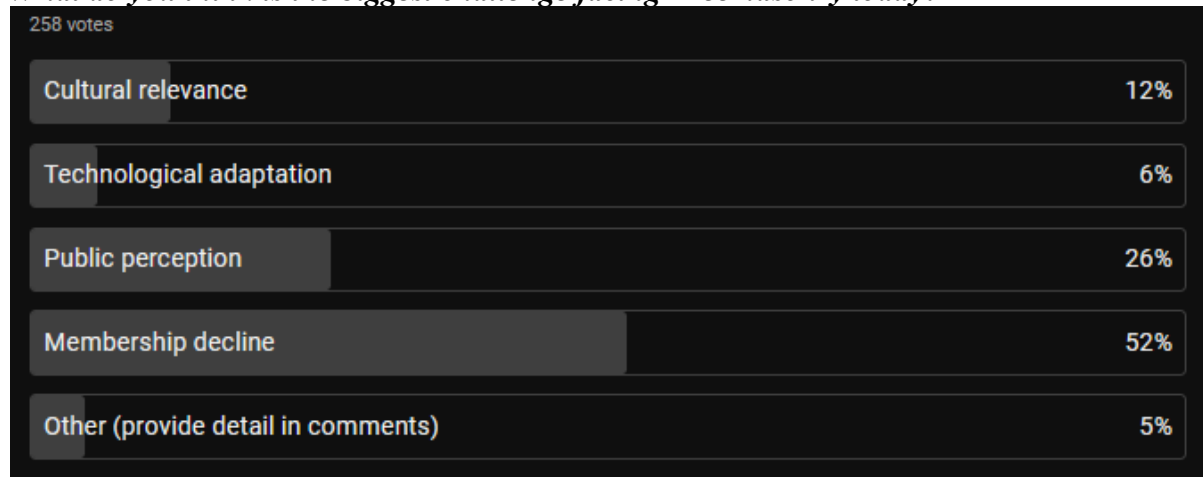 258 votes
Cultural relevance 12%
Technological adaptation 6%
Public perception 26%
Membership decline 52%
Other (provide detail in comments) 5%